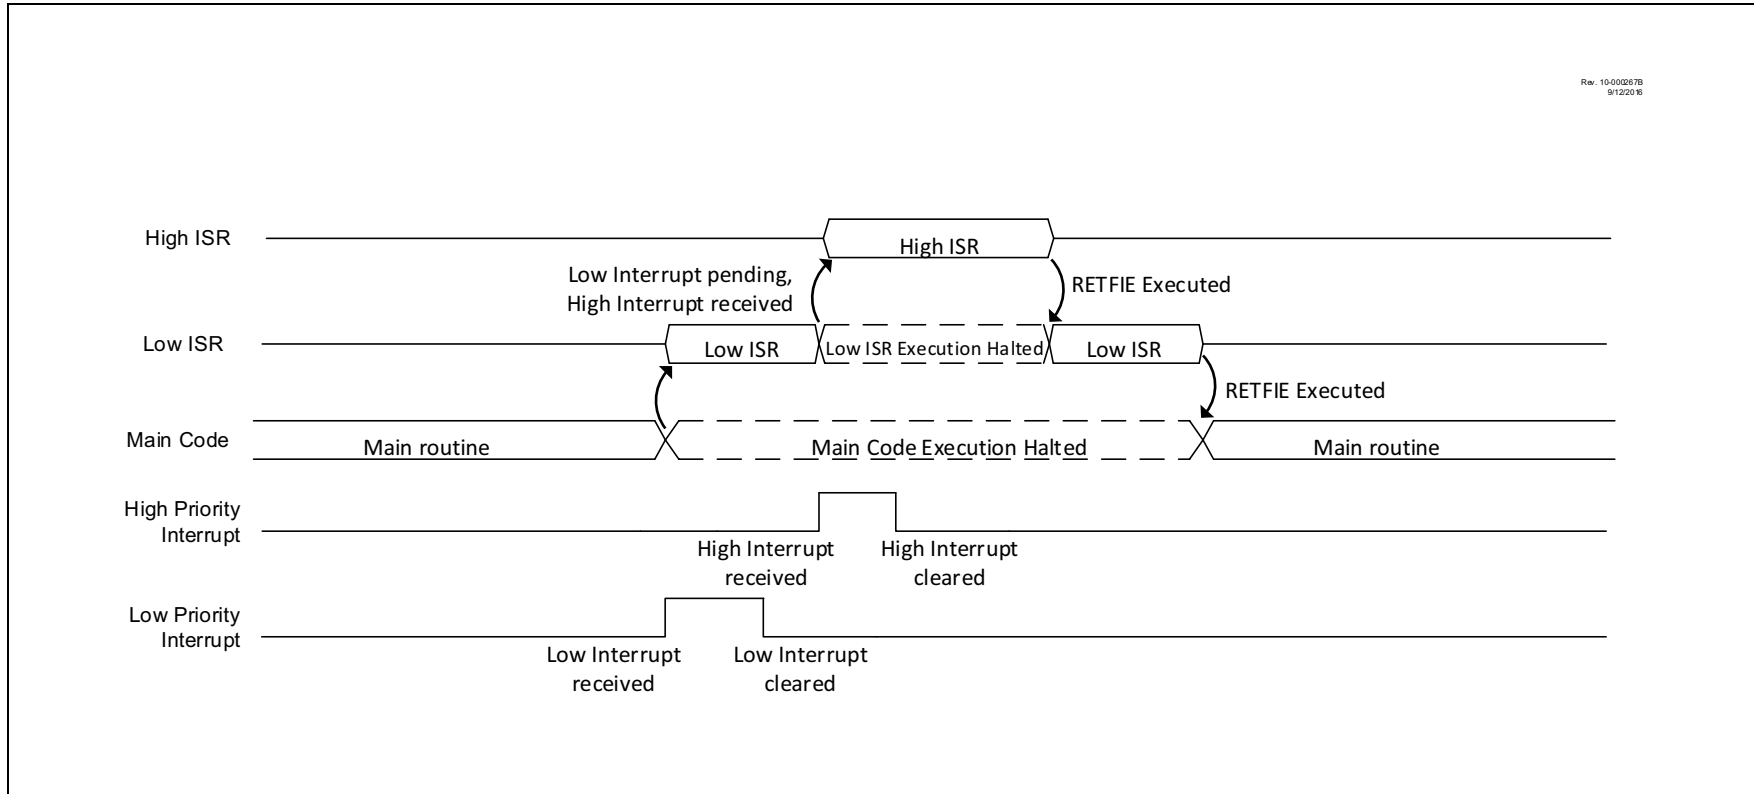 Rev. 10-000267B
9/12/2016
High ISR
High ISR
Low Interrupt pending,
High Interrupt received
RETFIE Executed
Low ISR
Low ISR
Low ISR Execution Halted
Low ISR
RETFIE Executed
Main Code
Main routine
Main Code Execution Halted
Main routine
High Priority
Interrupt
High Interrupt
received
High Interrupt
cleared
Low Priority
Interrupt
Low Interrupt
received
Low Interrupt
cleared